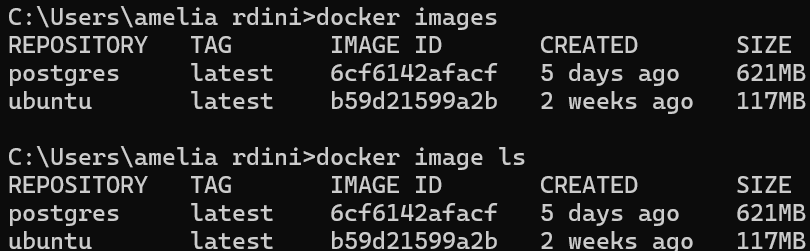 C:\Users\amelia rdini>docker images
REPOSITORY   TAG       IMAGE ID       CREATED       SIZE
postgres     latest    6cf6142afacf   5 days ago    621MB
ubuntu       latest    b59d21599a2b   2 weeks ago   117MB

C:\Users\amelia rdini>docker image ls
REPOSITORY   TAG       IMAGE ID       CREATED       SIZE
postgres     latest    6cf6142afacf   5 days ago    621MB
ubuntu       latest    b59d21599a2b   2 weeks ago   117MB